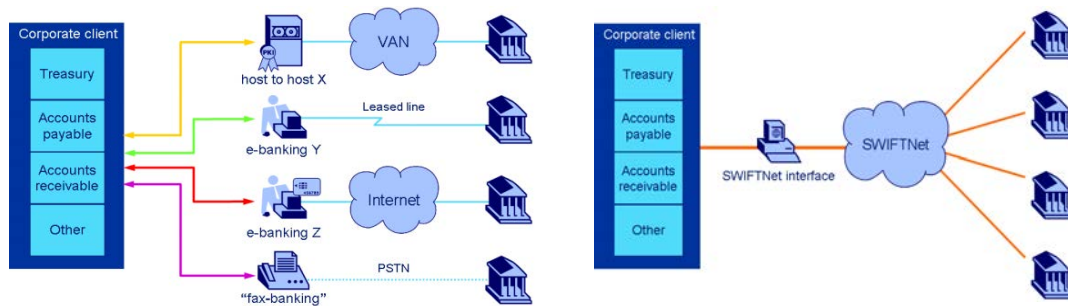 Corporate client
Treasury
Accounts
payable
Accounts
receivable
Other
PKI
host to host X
VAN
e-banking Y
Leased line
e-banking Z
Internet
"fax-banking"
PSTN
Corporate client
Treasury
Accounts
payable
Accounts
receivable
Other
SWIFTNet interface
SWIFTNet